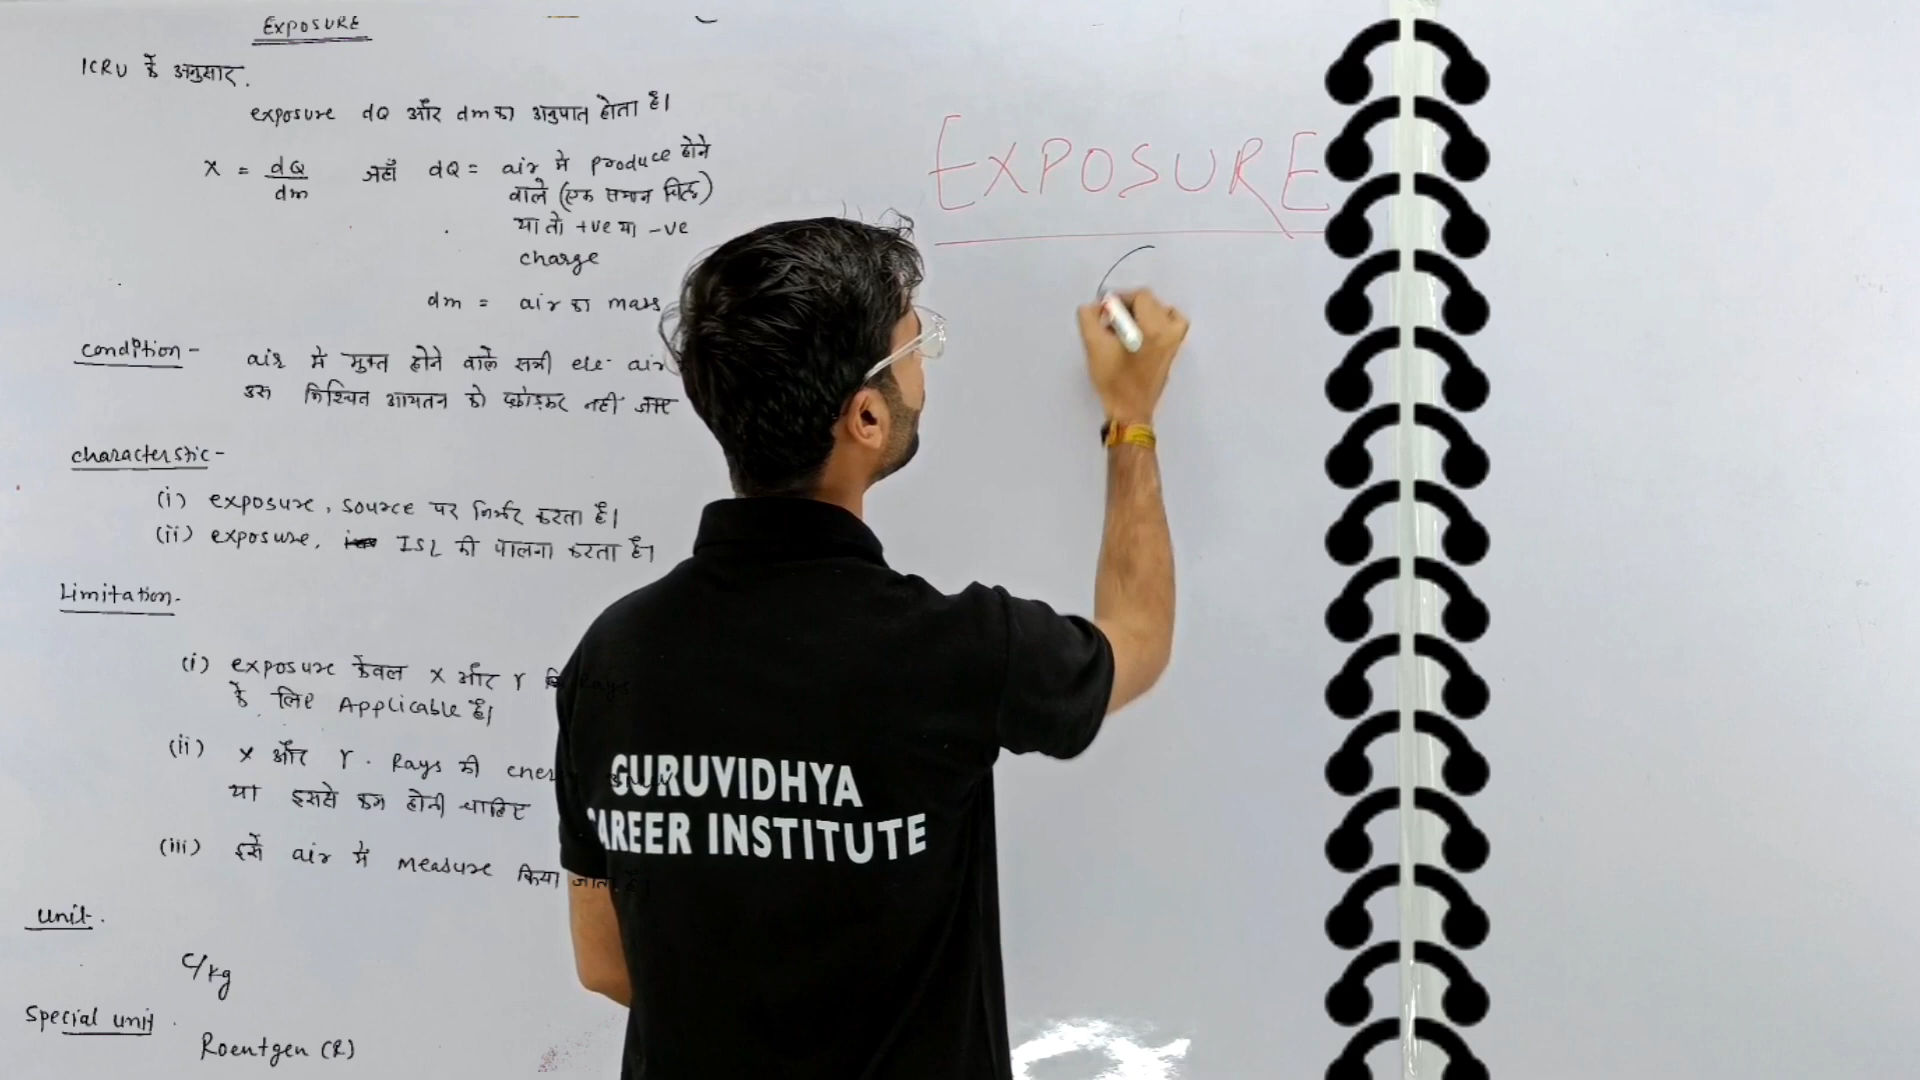 EXPOSURE
ICRU के अनुसार.
exposure dQ और dm का अनुपात होता है।
X = dQ/dm जहाँ dQ = air मे produce होने
वाले (एक समान चिन्ह)
या तो +ve या -ve
charge
dm = air का mass
condition - air मे मुक्त होने वाले सभी ele- air
उस निश्चित आयतन को छोड़कर नहीं जाए
characterstic -
(i) exposure, source पर निर्भर करता है।
(ii) exposure, ISL की पालना करता है।
Limitation.
(i) exposure केवल x और γ Rays
के लिए Applicable है।
(ii) x और γ. Rays की
या इससे कम होनी चाहिए
(iii) इसे air मे measure किया जाता है।
unit.
C/kg
Special unit.
Roentgen (R)
EXPOSURE
GURUVIDHYA
CAREER INSTITUTE